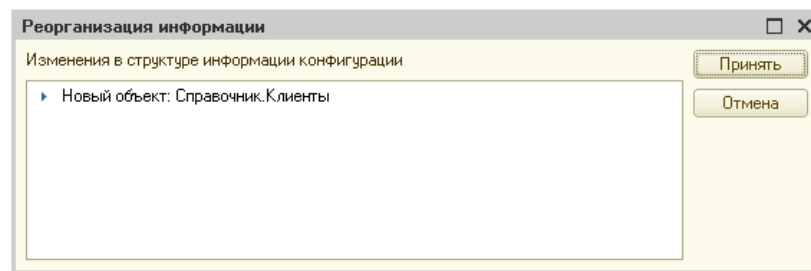 Реорганизация информации
Изменения в структуре информации конфигурации
Принять
Новый объект: Справочник.Клиенты
Отмена